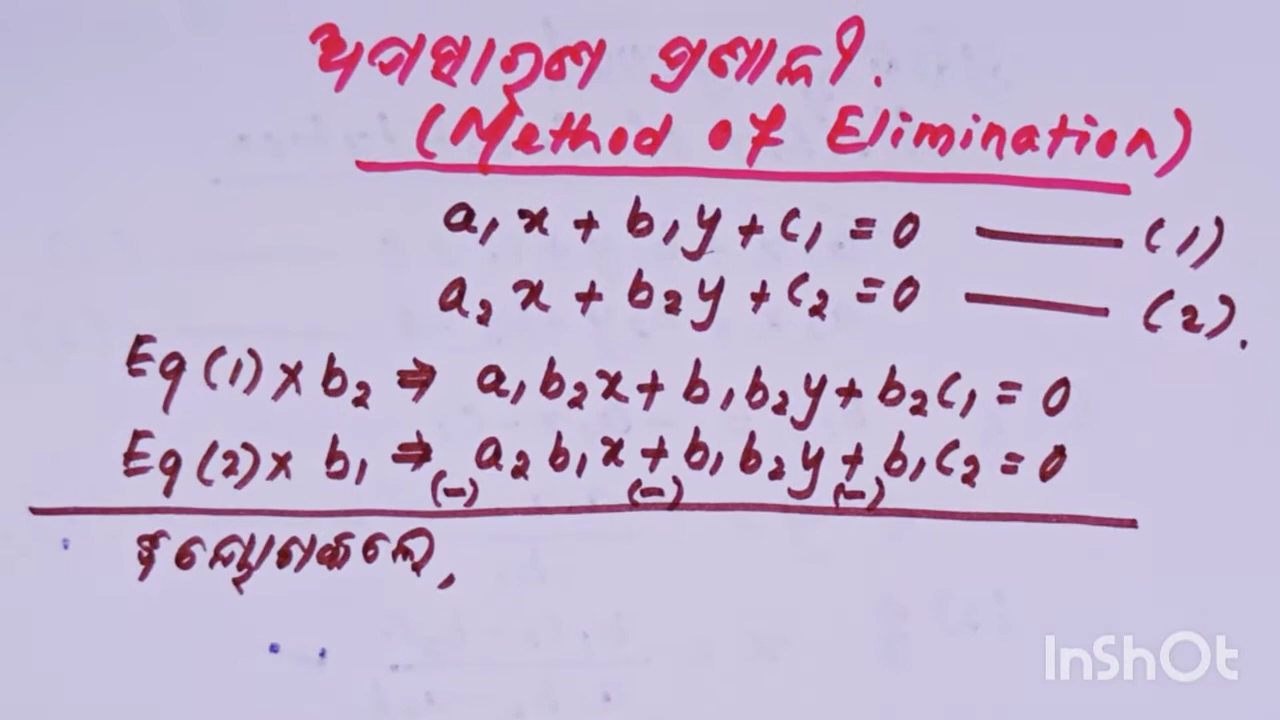 ଅପସାରଣ ପ୍ରଣାଳୀ.
(Method of Elimination)
a₁x + b₁y + c₁ = 0 —— (1)
a₂x + b₂y + c₂ = 0 —— (2).
Eq (1) × b₂ ⇒ a₁b₂x + b₁b₂y + b₂c₁ = 0
Eq (2) × b₁ ⇒ a₂b₁x + b₁b₂y + b₁c₂ = 0
(-) (-) (-)
InShOt